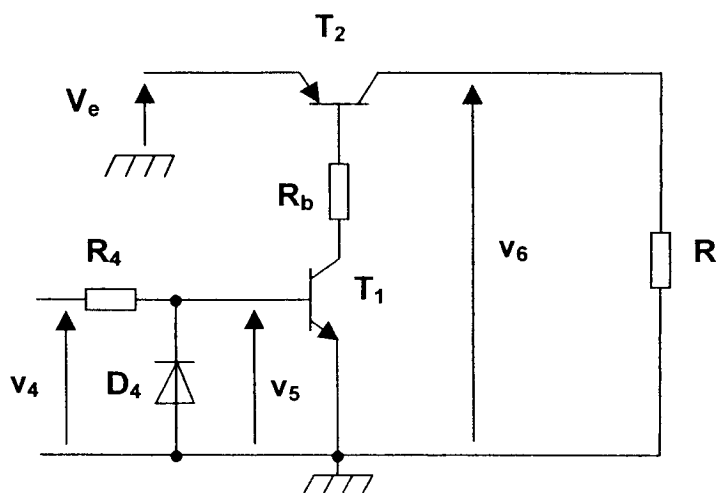 T₂
Vₑ
R_b
R₄
v₆
R
T₁
v₄
D₄
v₅